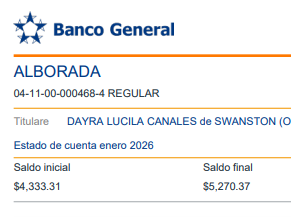 Banco General
ALBORADA
04-11-00-000468-4 REGULAR
Titulare DAYRA LUCILA CANALES de SWANSTON (O
Estado de cuenta enero 2026
Saldo inicial Saldo final
$4,333.31 $5,270.37